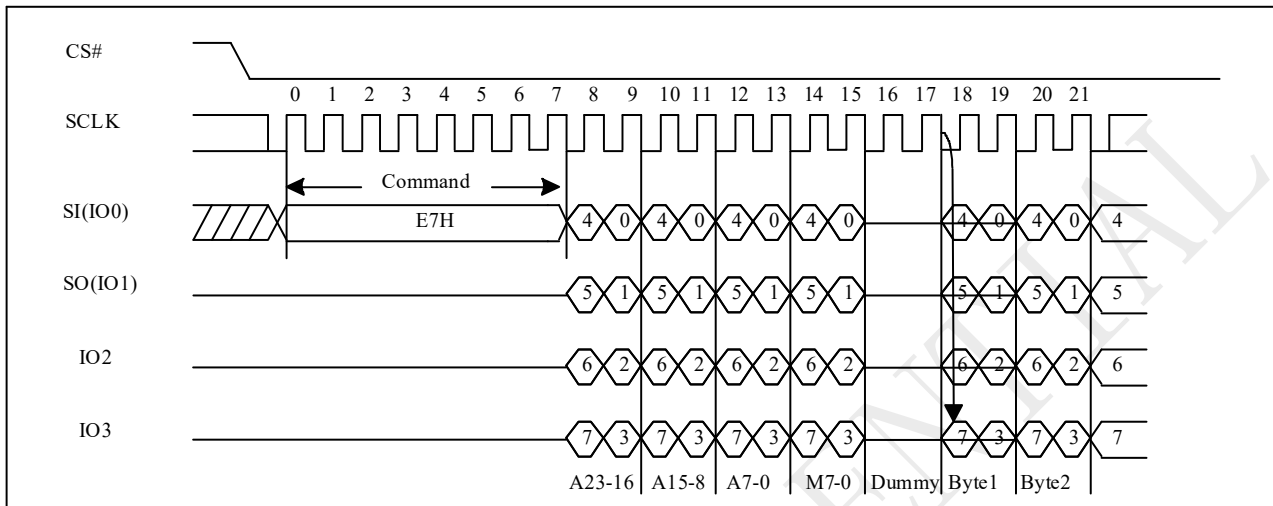 CS#
0 1 2 3 4 5 6 7 8 9 10 11 12 13 14 15 16 17 18 19 20 21
SCLK
Command
SI(IO0) E7H 4 0 4 0 4 0 4 0 4 0 4 0 4
SO(IO1) 5 1 5 1 5 1 5 1 5 1 5 1 5
IO2 6 2 6 2 6 2 6 2 6 2 6 2 6
IO3 7 3 7 3 7 3 7 3 7 3 7 3 7
A23-16 A15-8 A7-0 M7-0 Dummy Byte1 Byte2
ENTIAL